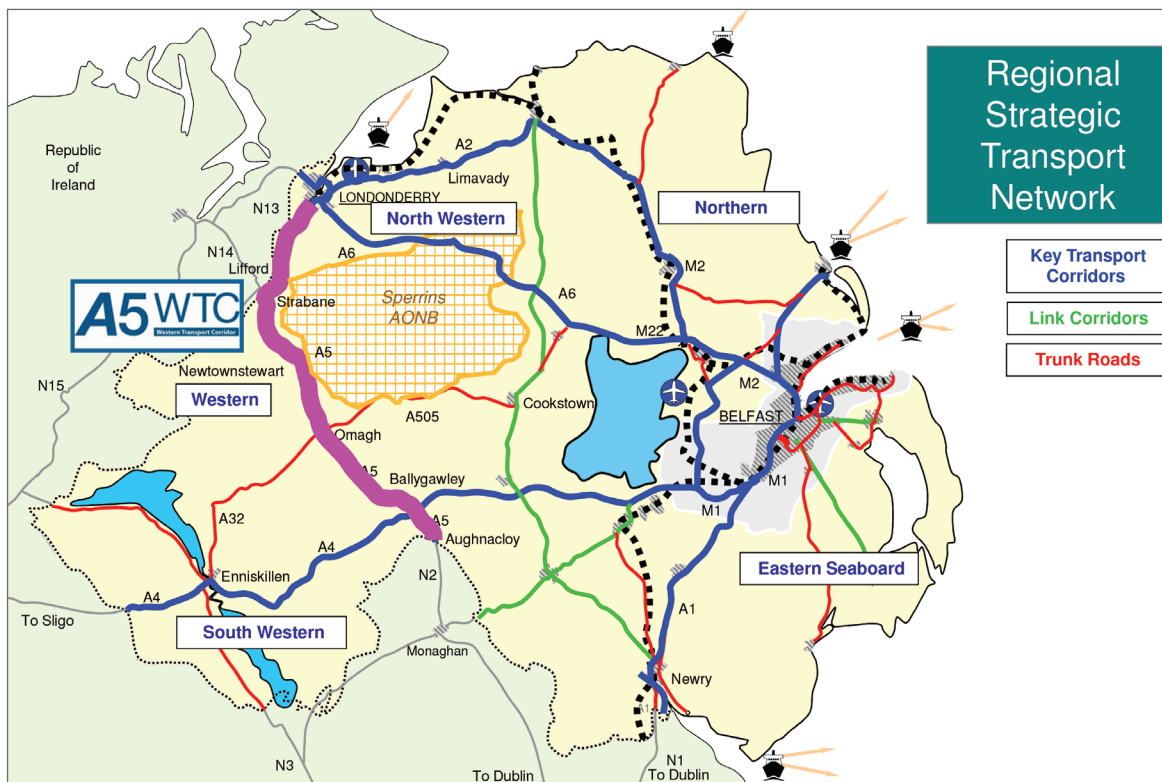 Regional
Strategic
Transport
Network
Key Transport
Corridors
Link Corridors
Trunk Roads
Republic
of
Ireland
A2
Limavady
LONDONDERRY
N13
North Western
Northern
N14
Lifford
A6
M2
A5 WTC
Western Transport Corridor
Strabane
Sperrins
AONB
A6
M22
A5
Newtownstewart
N15
Western
M2
Cookstown
A505
BELFAST
Omagh
A5
Ballygawley
M1
M1
A32
A5
Aughnacloy
A4
N2
Enniskillen
Eastern Seaboard
A4
A1
To Sligo
South Western
Monaghan
Newry
A1
N3
N1
To Dublin
To Dublin